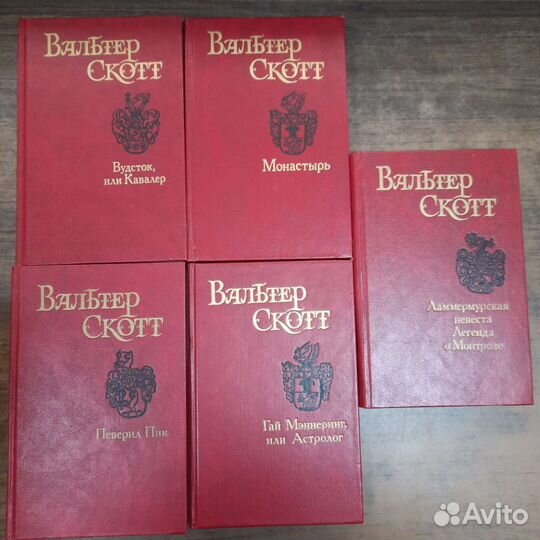 Вальтер
Скотт
Вудсток,
или Кавалер
Вальтер
Скотт
Монастырь
Вальтер
Скотт
Ламмермурская
невеста
Легенда
о Монтрозе
Вальтер
Скотт
Певерил Пик
Вальтер
Скотт
Гай Мэннеринг,
или Астролог
Avito